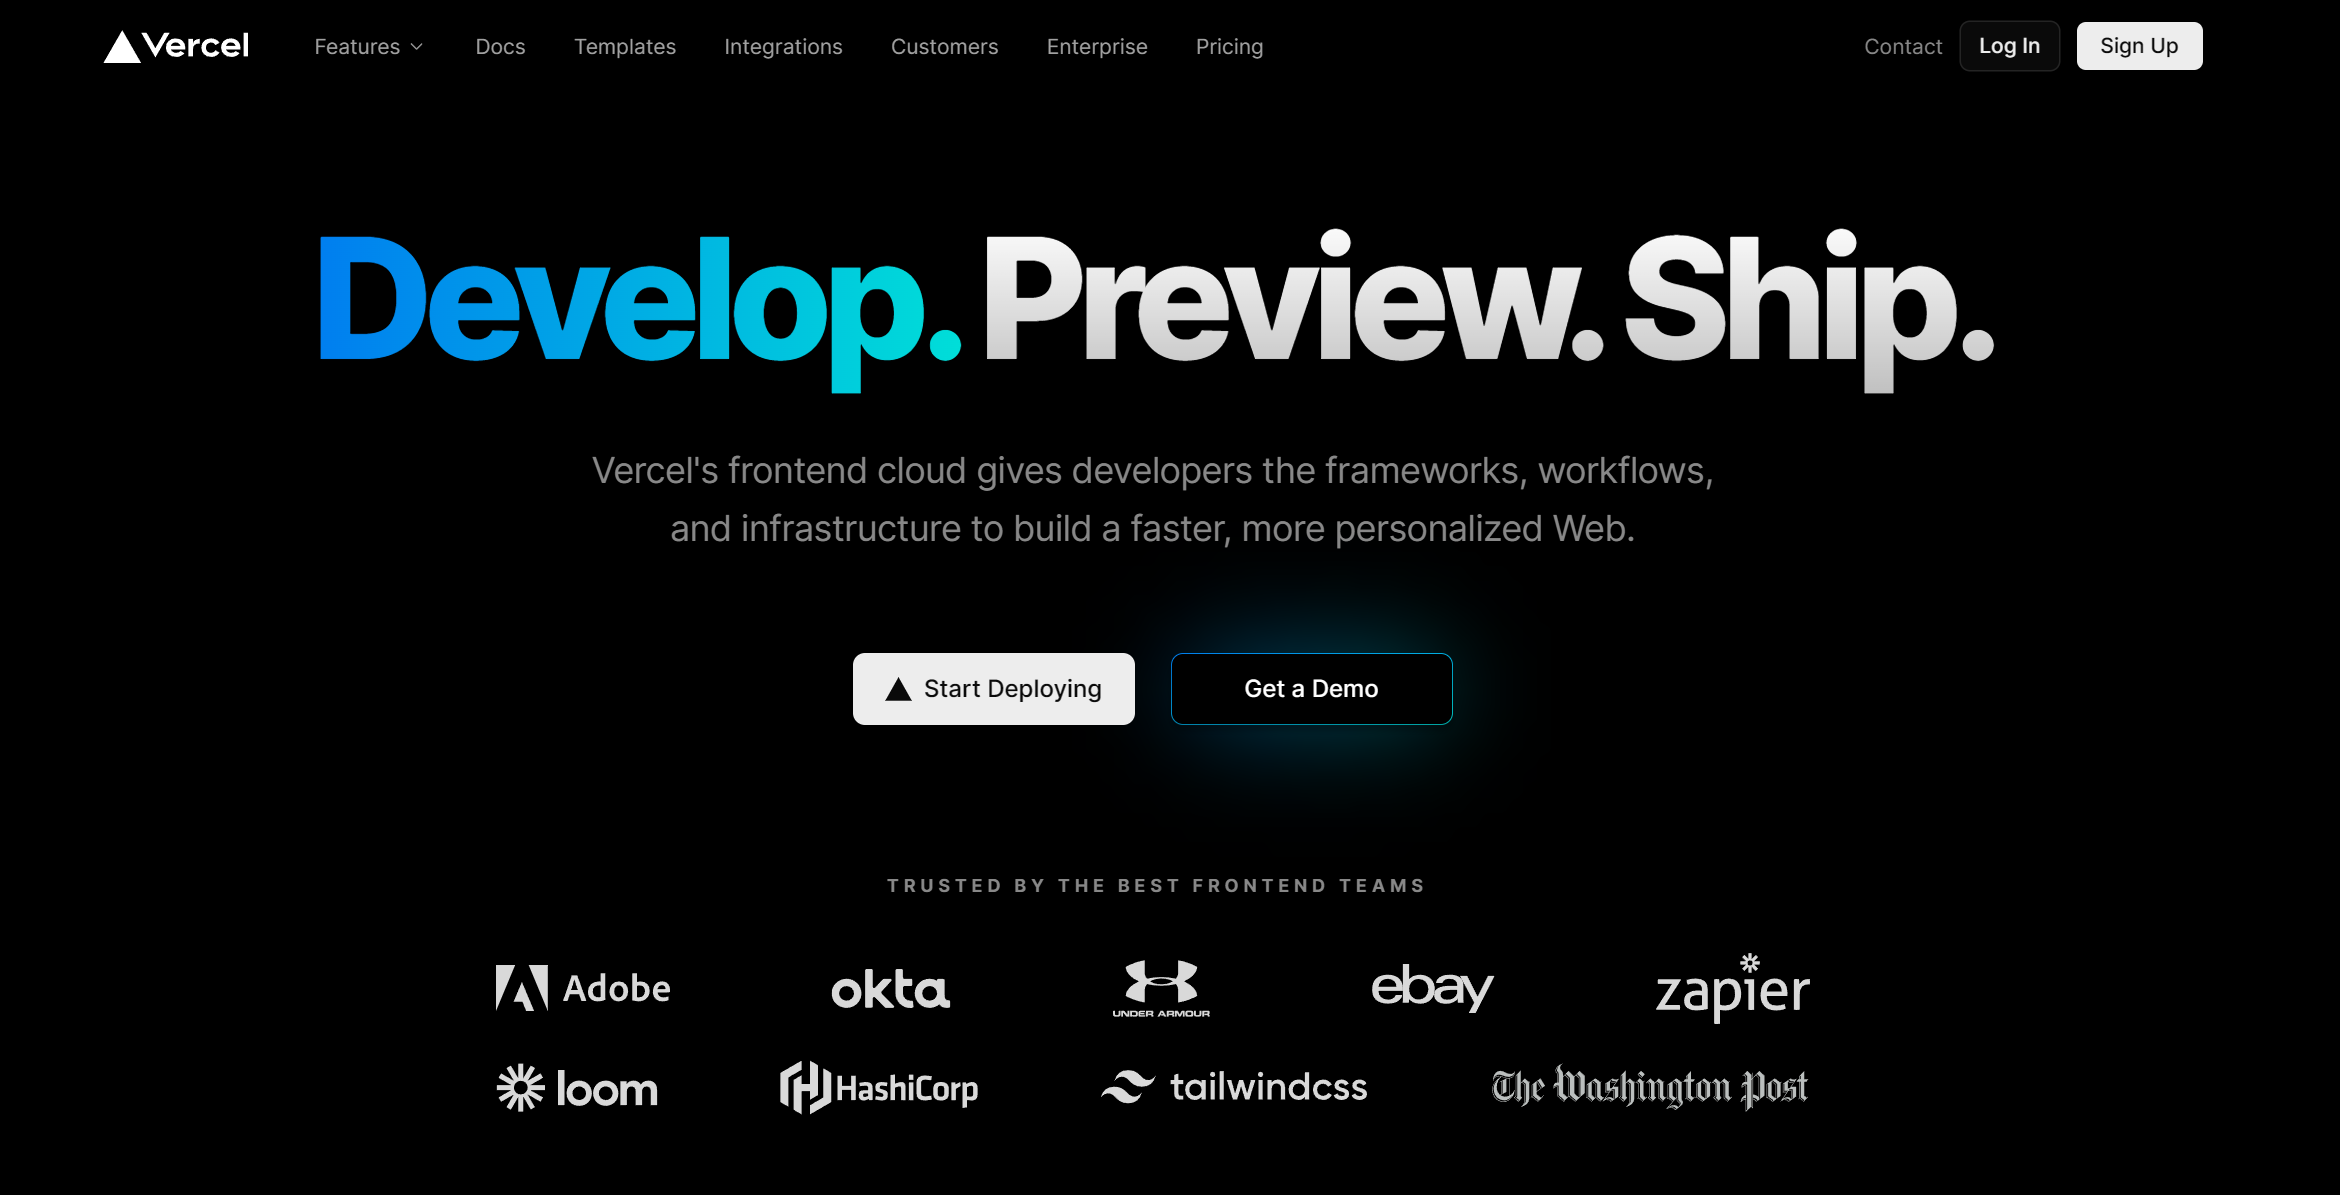 Vercel
Features
Docs
Templates
Integrations
Customers
Enterprise
Pricing
Contact
Log In
Sign Up
Develop. Preview. Ship.
Vercel's frontend cloud gives developers the frameworks, workflows,
and infrastructure to build a faster, more personalized Web.
Start Deploying
Get a Demo
TRUSTED BY THE BEST FRONTEND TEAMS
Adobe
okta
UNDER ARMOUR
ebay
zapier
loom
HashiCorp
tailwindcss
The Washington Post